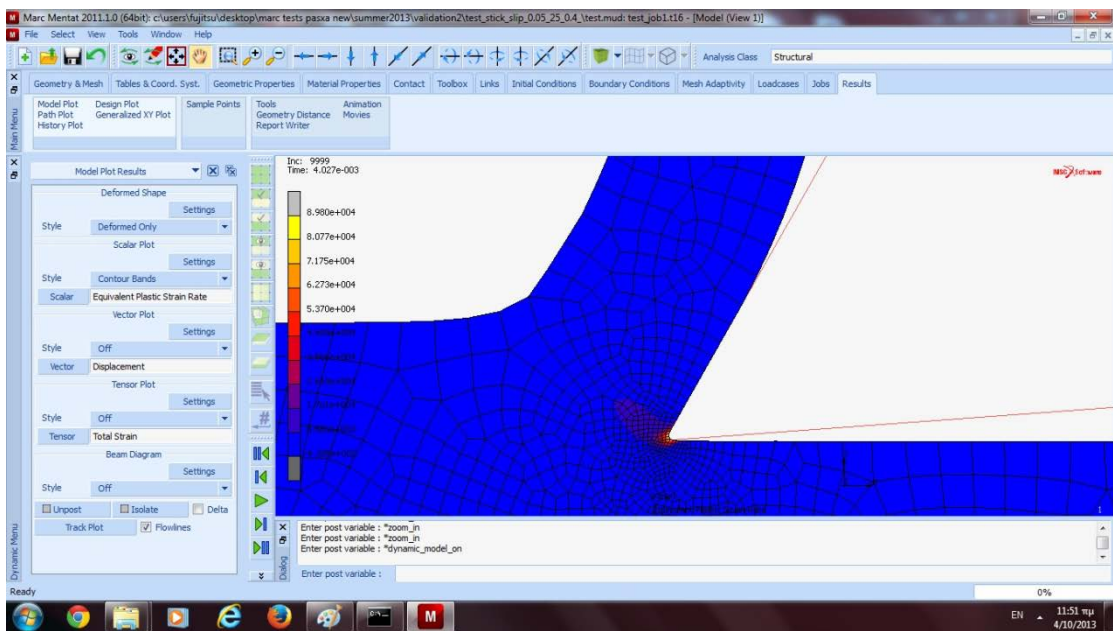 Marc Mentat 2011.1.0 (64bit): c:\users\fujitsu\desktop\marc tests pasxa new\summer2013\validation2\test_stick_slip_0.05_25_0.4_\test.mud: test_job1.t16 - [Model (View 1)]
File Select View Tools Window Help
Analysis Class Structural
Geometry & Mesh Tables & Coord. Syst. Geometric Properties Material Properties Contact Toolbox Links Initial Conditions Boundary Conditions Mesh Adaptivity Loadcases Jobs Results
Main Menu
Model Plot Design Plot Sample Points Tools Animation
Path Plot Generalized XY Plot Geometry Distance Movies
History Plot Report Writer
Dynamic Menu
Model Plot Results
Deformed Shape
Settings
Style Deformed Only
Scalar Plot
Settings
Style Contour Bands
Scalar Equivalent Plastic Strain Rate
Vector Plot
Settings
Style Off
Vector Displacement
Tensor Plot
Settings
Style Off
Tensor Total Strain
Beam Diagram
Settings
Style Off
Unpost Isolate Delta
Track Plot Flowlines
Inc: 9999
Time: 4.027e-003
8.980e+004
8.077e+004
7.175e+004
6.273e+004
5.370e+004
MSC Software
1
Dialog
Enter post variable : *zoom_in
Enter post variable : *zoom_in
Enter post variable : *dynamic_model_on
Enter post variable :
Ready
0%
EN
11:51 πμ
4/10/2013